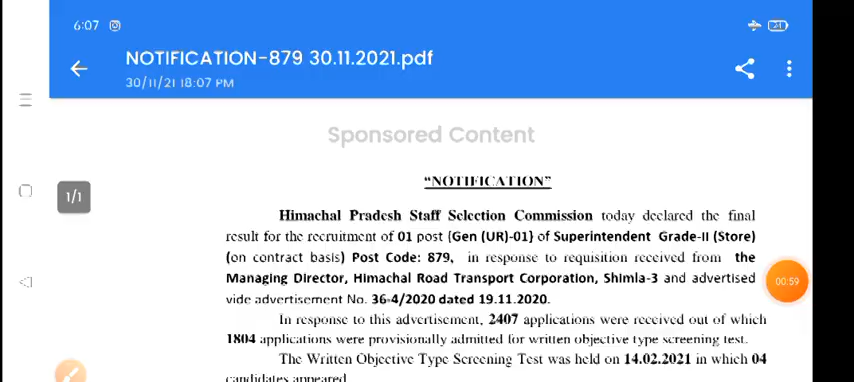 6:07
24
NOTIFICATION-879 30.11.2021.pdf
30/11/21 18:07 PM
Sponsored Content
1/1
"NOTIFICATION"
Himachal Pradesh Staff Selection Commission today declared the final
result for the recruitment of 01 post {Gen (UR)-01} of Superintendent Grade-II (Store)
(on contract basis) Post Code: 879, in response to requisition received from the
Managing Director, Himachal Road Transport Corporation, Shimla-3 and advertised
vide advertisement No. 36-4/2020 dated 19.11.2020.
00:59
In response to this advertisement, 2407 applications were received out of which
1804 applications were provisionally admitted for written objective type screening test.
The Written Objective Type Screening Test was held on 14.02.2021 in which 04
candidates appeared